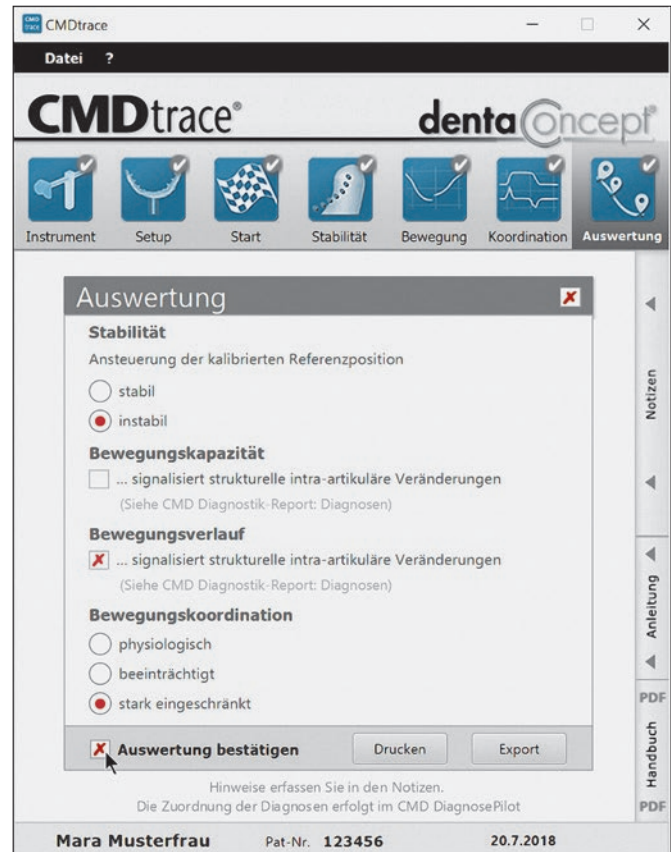 CMDtrace
Datei ?
CMDtrace® dentaConcept®
Instrument Setup Start Stabilität Bewegung Koordination Auswertung
Auswertung
Stabilität
Ansteuerung der kalibrierten Referenzposition
stabil
instabil
Bewegungskapazität
... signalisiert strukturelle intra-artikuläre Veränderungen
(Siehe CMD Diagnostik-Report: Diagnosen)
Bewegungsverlauf
... signalisiert strukturelle intra-artikuläre Veränderungen
(Siehe CMD Diagnostik-Report: Diagnosen)
Bewegungskoordination
physiologisch
beeinträchtigt
stark eingeschränkt
Auswertung bestätigen Drucken Export
Hinweise erfassen Sie in den Notizen.
Die Zuordnung der Diagnosen erfolgt im CMD DiagnosePilot
Mara Musterfrau Pat-Nr. 123456 20.7.2018
Notizen
Anleitung
PDF
Handbuch
PDF